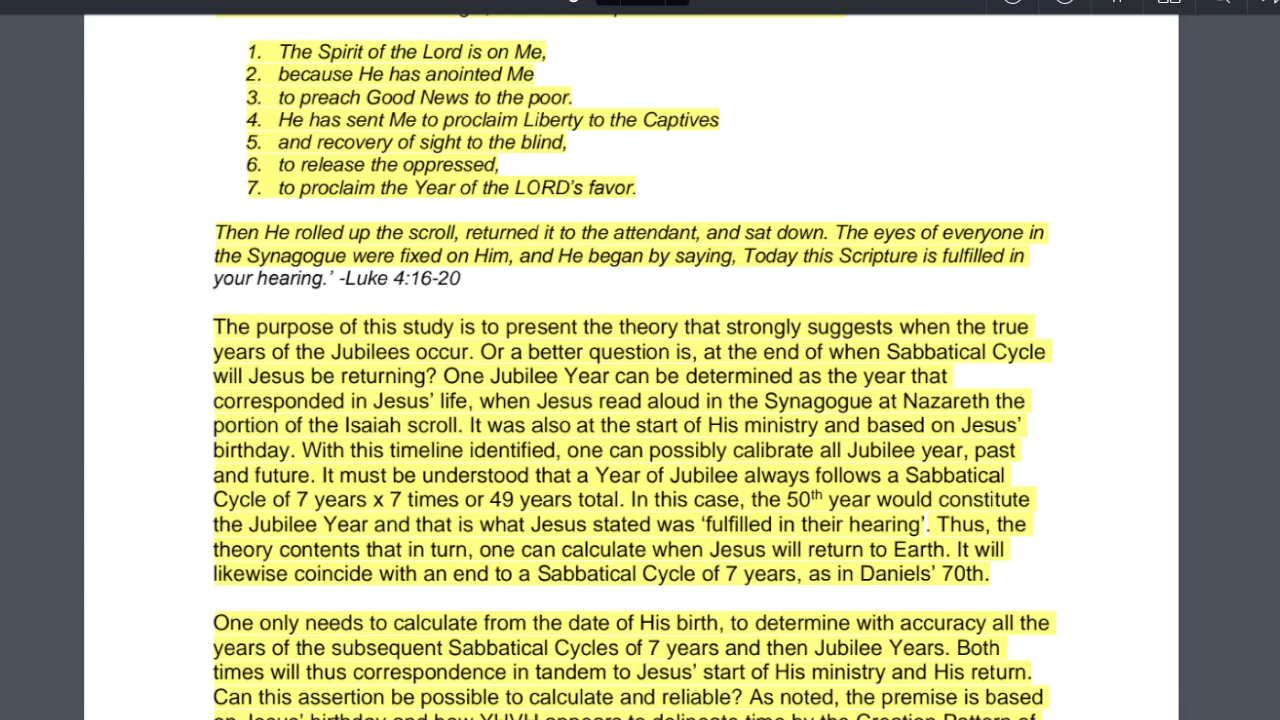 1. The Spirit of the Lord is on Me,
2. because He has anointed Me
3. to preach Good News to the poor.
4. He has sent Me to proclaim Liberty to the Captives
5. and recovery of sight to the blind,
6. to release the oppressed,
7. to proclaim the Year of the LORD's favor.
Then He rolled up the scroll, returned it to the attendant, and sat down. The eyes of everyone in
the Synagogue were fixed on Him, and He began by saying, Today this Scripture is fulfilled in
your hearing.' -Luke 4:16-20
The purpose of this study is to present the theory that strongly suggests when the true
years of the Jubilees occur. Or a better question is, at the end of when Sabbatical Cycle
will Jesus be returning? One Jubilee Year can be determined as the year that
corresponded in Jesus' life, when Jesus read aloud in the Synagogue at Nazareth the
portion of the Isaiah scroll. It was also at the start of His ministry and based on Jesus'
birthday. With this timeline identified, one can possibly calibrate all Jubilee year, past
and future. It must be understood that a Year of Jubilee always follows a Sabbatical
Cycle of 7 years x 7 times or 49 years total. In this case, the 50th year would constitute
the Jubilee Year and that is what Jesus stated was 'fulfilled in their hearing'. Thus, the
theory contents that in turn, one can calculate when Jesus will return to Earth. It will
likewise coincide with an end to a Sabbatical Cycle of 7 years, as in Daniels' 70th.
One only needs to calculate from the date of His birth, to determine with accuracy all the
years of the subsequent Sabbatical Cycles of 7 years and then Jubilee Years. Both
times will thus correspondence in tandem to Jesus' start of His ministry and His return.
Can this assertion be possible to calculate and reliable? As noted, the premise is based
on Jesus' birthday and how YHVH appears to delineate time by the Creation Pattern of